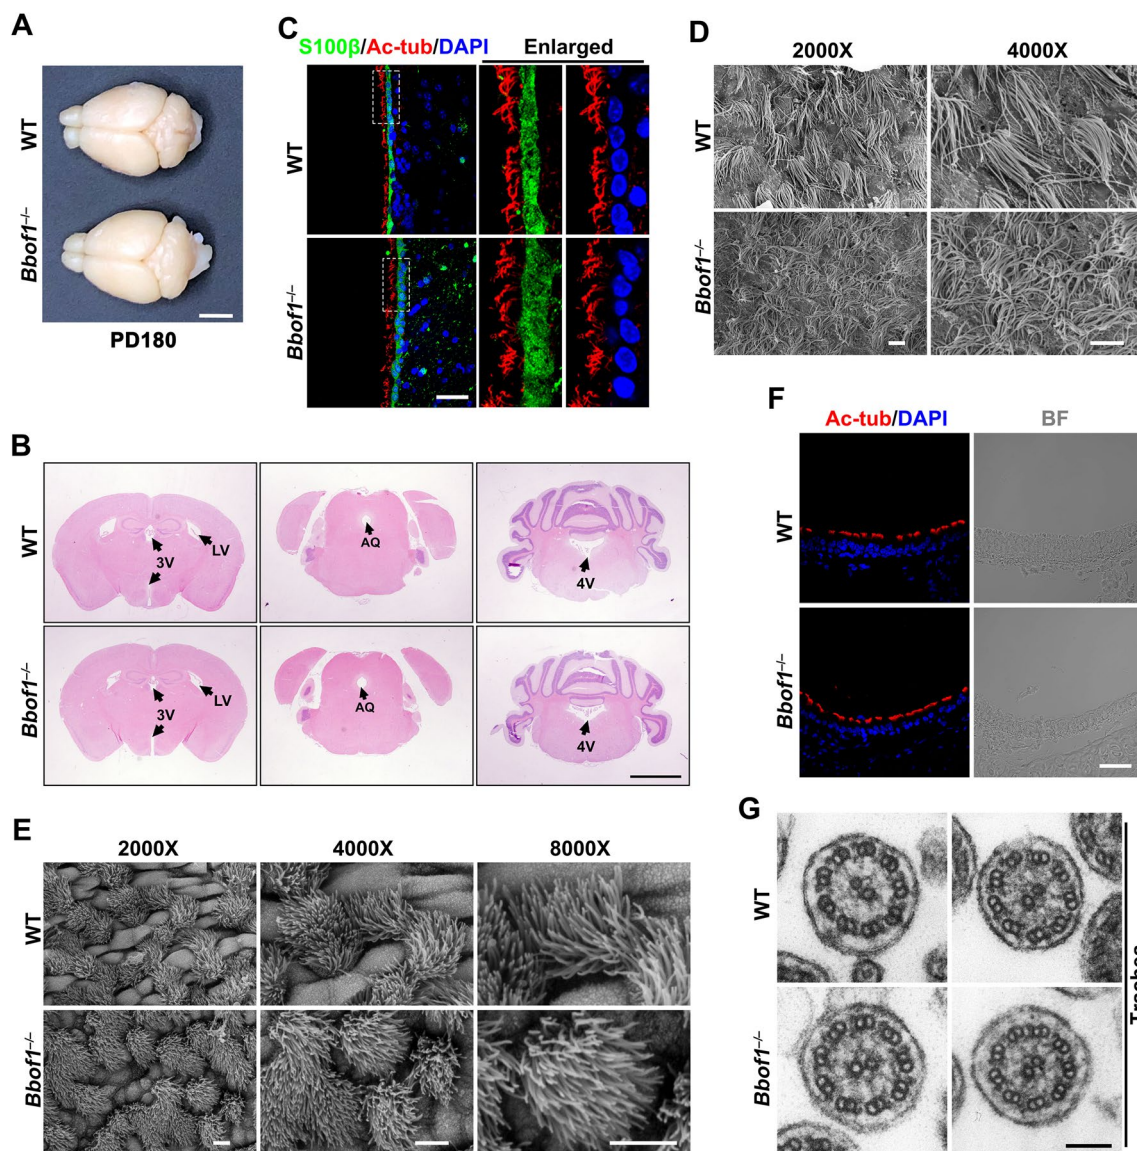 A
WT
Bbof1–/–
PD180
C
S100β/Ac-tub/DAPI
Enlarged
WT
Bbof1–/–
D
2000X
4000X
WT
Bbof1–/–
B
WT
LV
3V
AQ
4V
Bbof1–/–
LV
3V
AQ
4V
F
Ac-tub/DAPI
BF
WT
Bbof1–/–
E
2000X
4000X
8000X
WT
Bbof1–/–
G
WT
Bbof1–/–